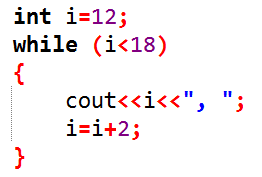 int i=12;
while (i<18)
{
    cout<<i<<", ";
    i=i+2;
}